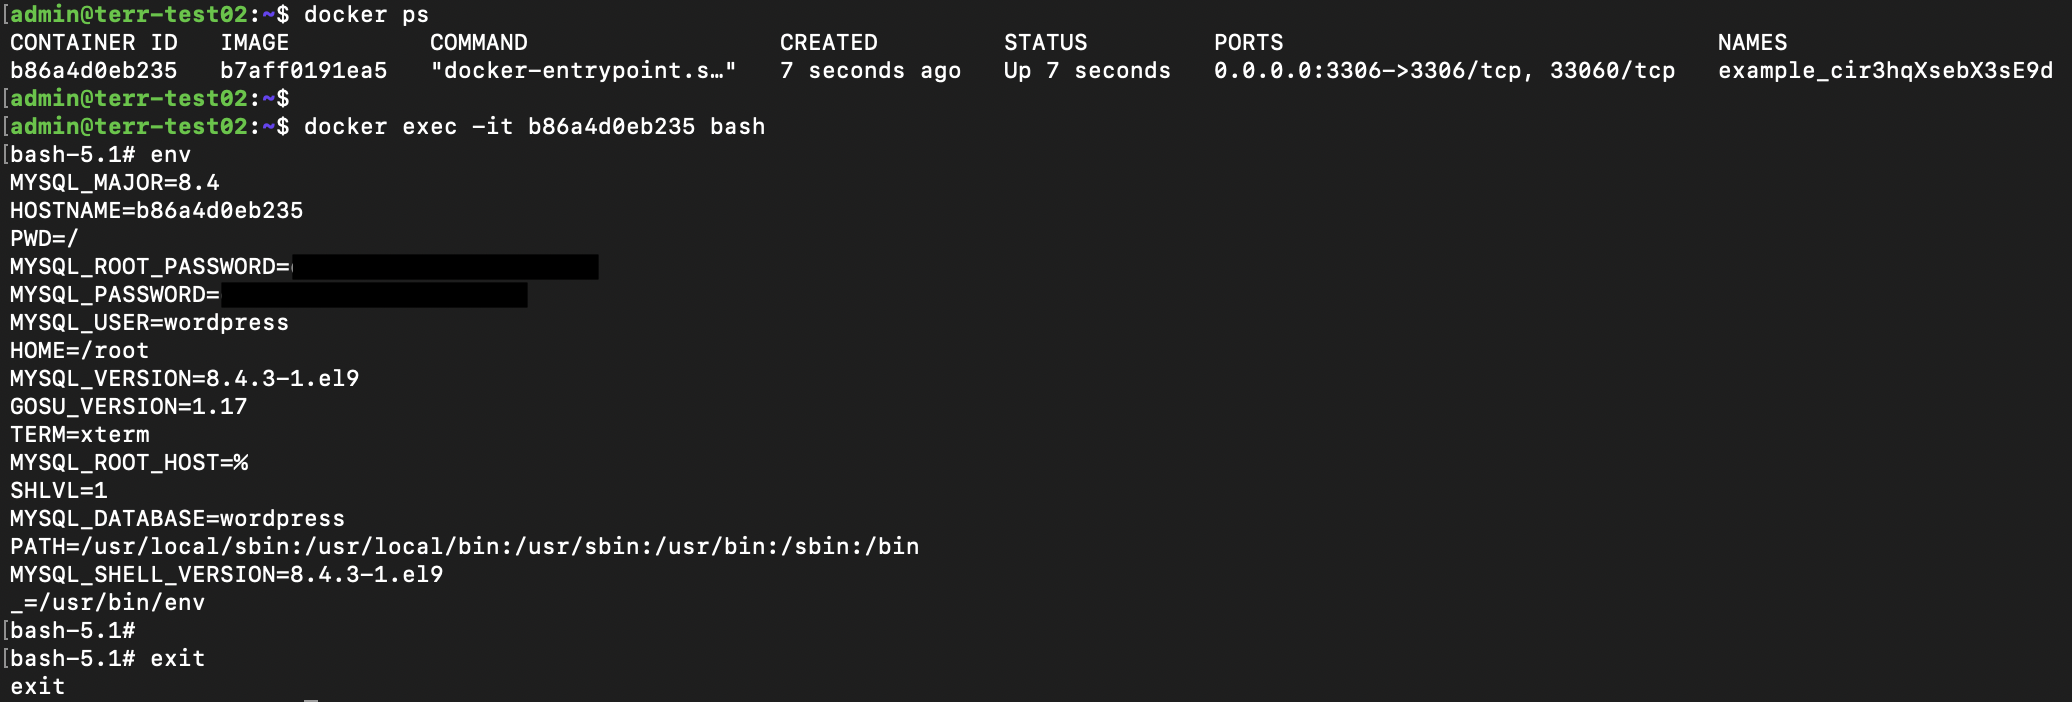 [admin@terr-test02:~$ docker ps
CONTAINER ID   IMAGE          COMMAND                  CREATED         STATUS         PORTS                               NAMES
b86a4d0eb235   b7aff0191ea5   "docker-entrypoint.s…"   7 seconds ago   Up 7 seconds   0.0.0.0:3306->3306/tcp, 33060/tcp   example_cir3hqXsebX3sE9d
[admin@terr-test02:~$
[admin@terr-test02:~$ docker exec -it b86a4d0eb235 bash
[bash-5.1# env
MYSQL_MAJOR=8.4
HOSTNAME=b86a4d0eb235
PWD=/
MYSQL_ROOT_PASSWORD=
MYSQL_PASSWORD=
MYSQL_USER=wordpress
HOME=/root
MYSQL_VERSION=8.4.3-1.el9
GOSU_VERSION=1.17
TERM=xterm
MYSQL_ROOT_HOST=%
SHLVL=1
MYSQL_DATABASE=wordpress
PATH=/usr/local/sbin:/usr/local/bin:/usr/sbin:/usr/bin:/sbin:/bin
MYSQL_SHELL_VERSION=8.4.3-1.el9
_=/usr/bin/env
[bash-5.1#
[bash-5.1# exit
exit